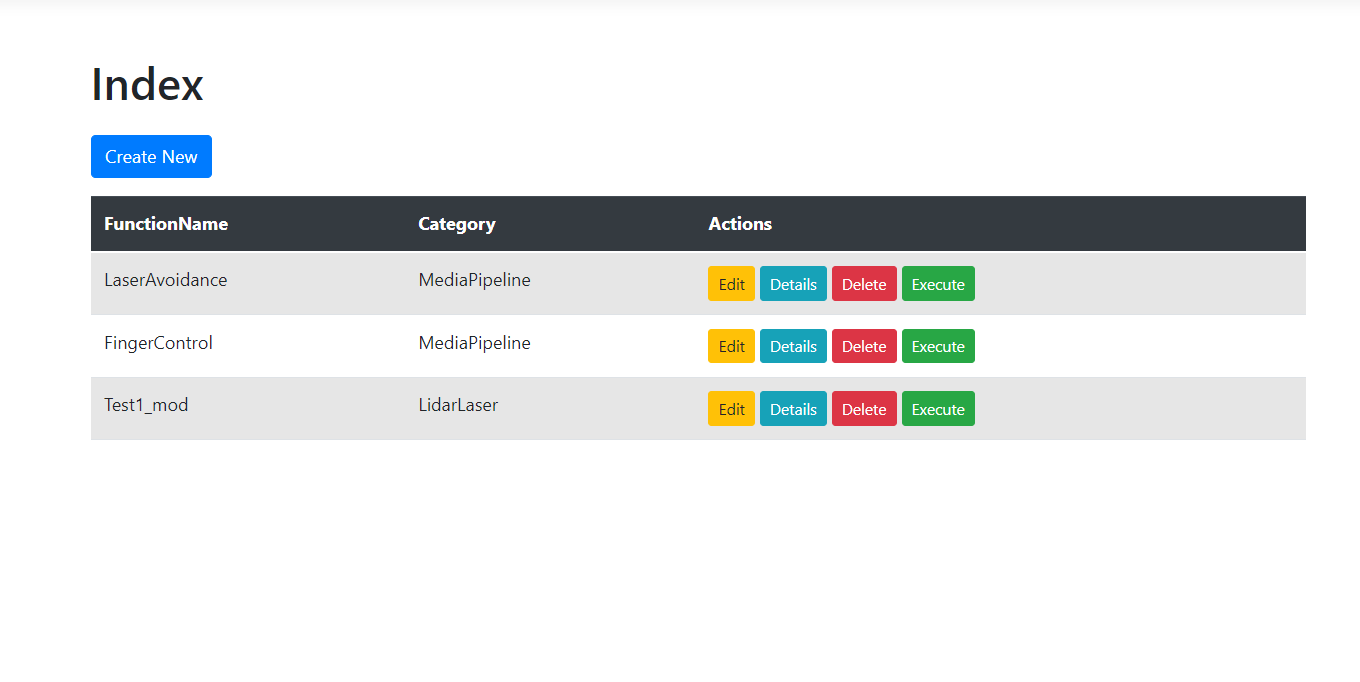 Index
Create New
FunctionName Category Actions
LaserAvoidance MediaPipeline Edit Details Delete Execute
FingerControl MediaPipeline Edit Details Delete Execute
Test1_mod LidarLaser Edit Details Delete Execute